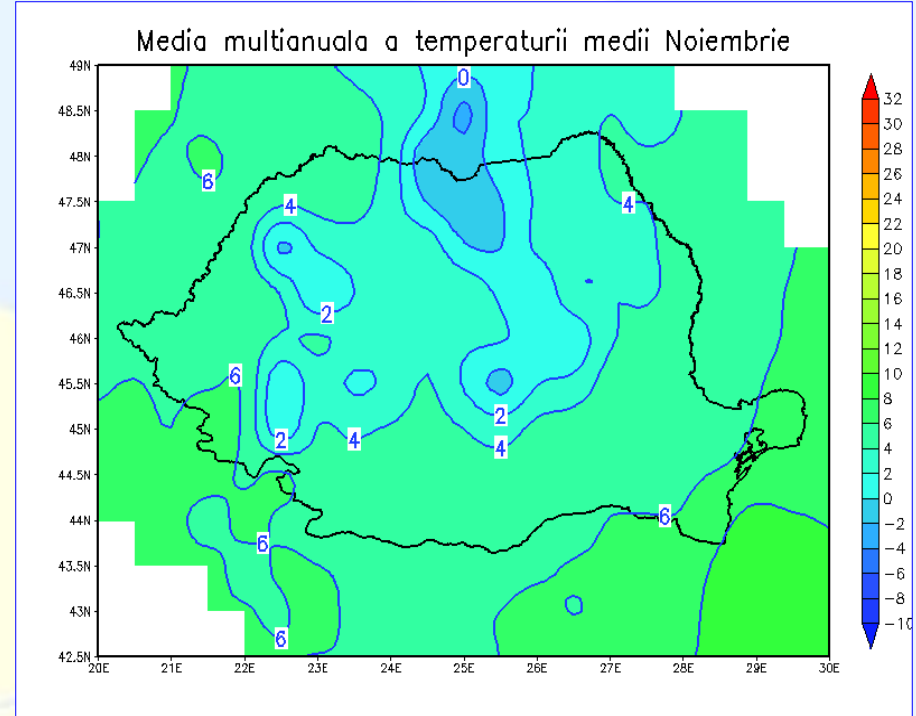 Media multianuala a temperaturii medii Noiembrie
49N
48.5N
48N
47.5N
47N
46.5N
46N
45.5N
45N
44.5N
44N
43.5N
43N
42.5N
20E 21E 22E 23E 24E 25E 26E 27E 28E 29E 30E
0
6
4
4
2
6
2
2
4
4
6
6
6
32
30
28
26
24
22
20
18
16
14
12
10
8
6
4
2
0
-2
-4
-6
-8
-10